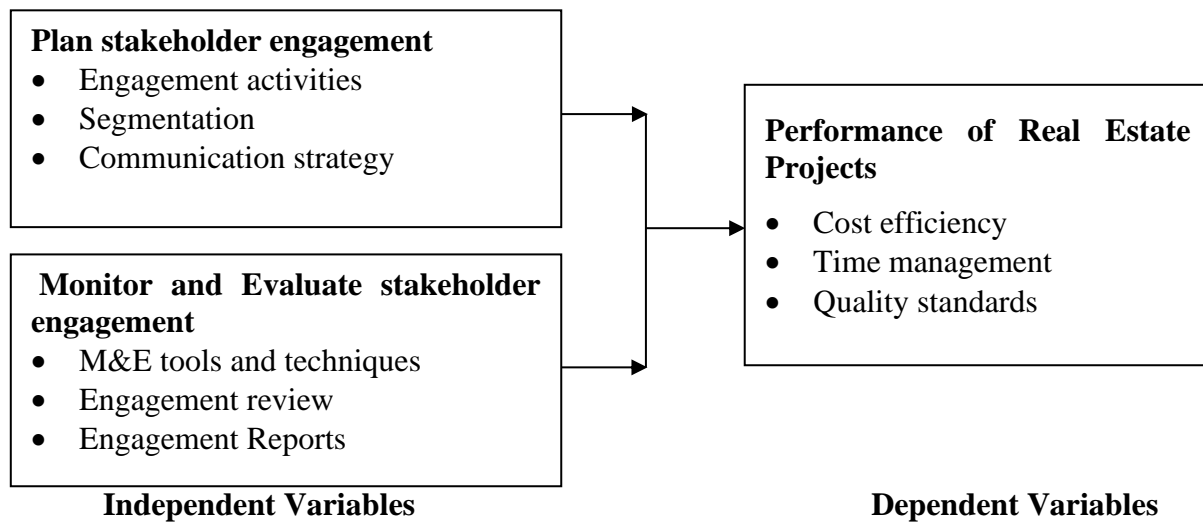 Plan stakeholder engagement
• Engagement activities
• Segmentation
• Communication strategy
Monitor and Evaluate stakeholder
engagement
• M&E tools and techniques
• Engagement review
• Engagement Reports
Independent Variables
Performance of Real Estate
Projects
• Cost efficiency
• Time management
• Quality standards
Dependent Variables